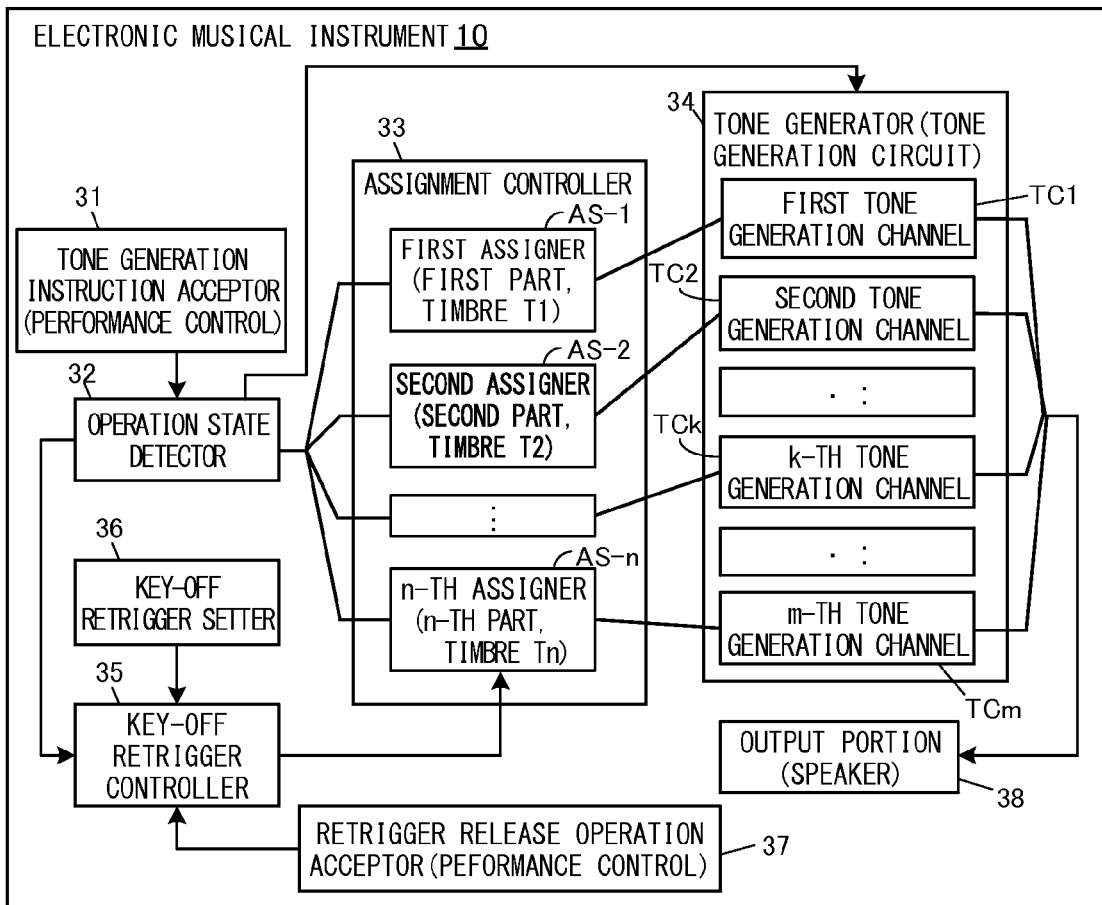 ELECTRONIC MUSICAL INSTRUMENT 10
31
TONE GENERATION
INSTRUCTION ACCEPTOR
(PERFORMANCE CONTROL)
32
OPERATION STATE
DETECTOR
36
KEY-OFF
RETRIGGER SETTER
35
KEY-OFF
RETRIGGER
CONTROLLER
33
ASSIGNMENT CONTROLLER
AS-1
FIRST ASSIGNER
(FIRST PART,
TIMBRE T1)
AS-2
SECOND ASSIGNER
(SECOND PART,
TIMBRE T2)
⋮
AS-n
n-TH ASSIGNER
(n-TH PART,
TIMBRE Tn)
34
TONE GENERATOR(TONE
GENERATION CIRCUIT)
TC1
FIRST TONE
GENERATION CHANNEL
TC2
SECOND TONE
GENERATION CHANNEL
· :
TCk
k-TH TONE
GENERATION CHANNEL
· :
m-TH TONE
GENERATION CHANNEL
TCm
OUTPUT PORTION
(SPEAKER)
38
RETRIGGER RELEASE OPERATION
ACCEPTOR(PEFORMANCE CONTROL)
37